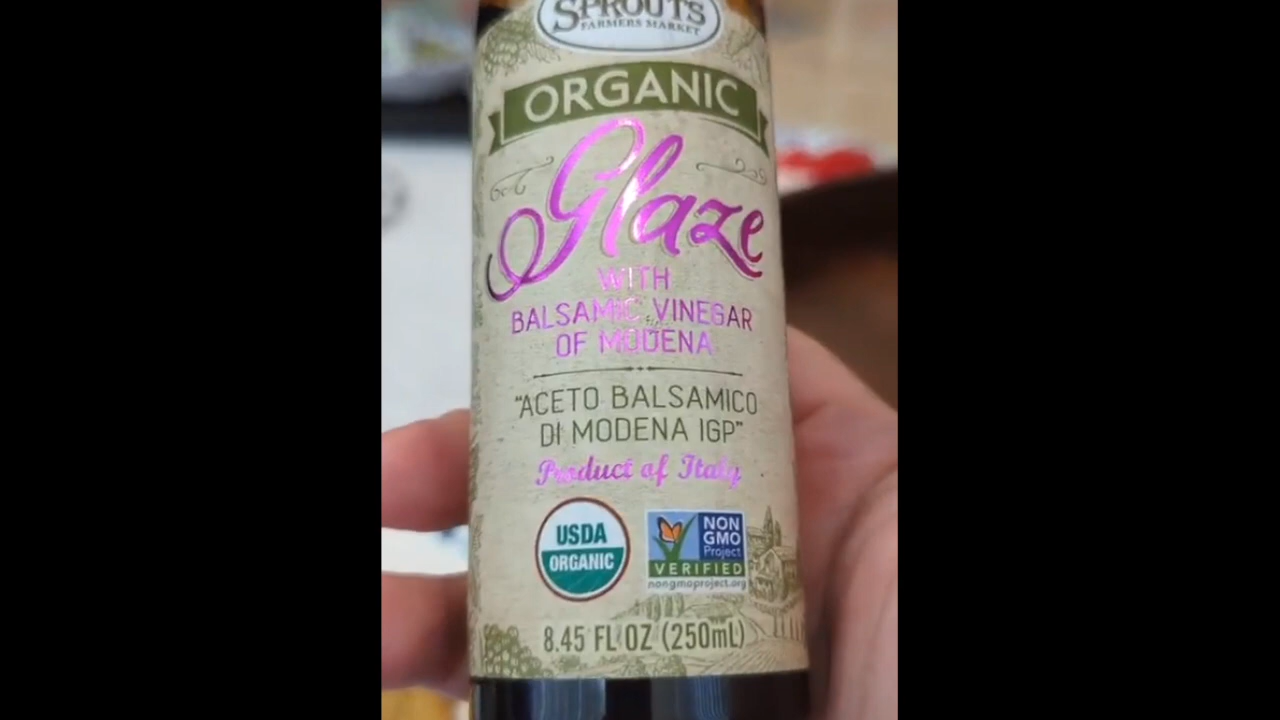 SPROUTS
FARMERS MARKET
ORGANIC
Glaze
WITH
BALSAMIC VINEGAR
OF MODENA
"ACETO BALSAMICO
DI MODENA IGP"
Product of Italy
USDA
ORGANIC
NON
GMO
Project
VERIFIED
nongmoproject.org
8.45 FL OZ (250mL)